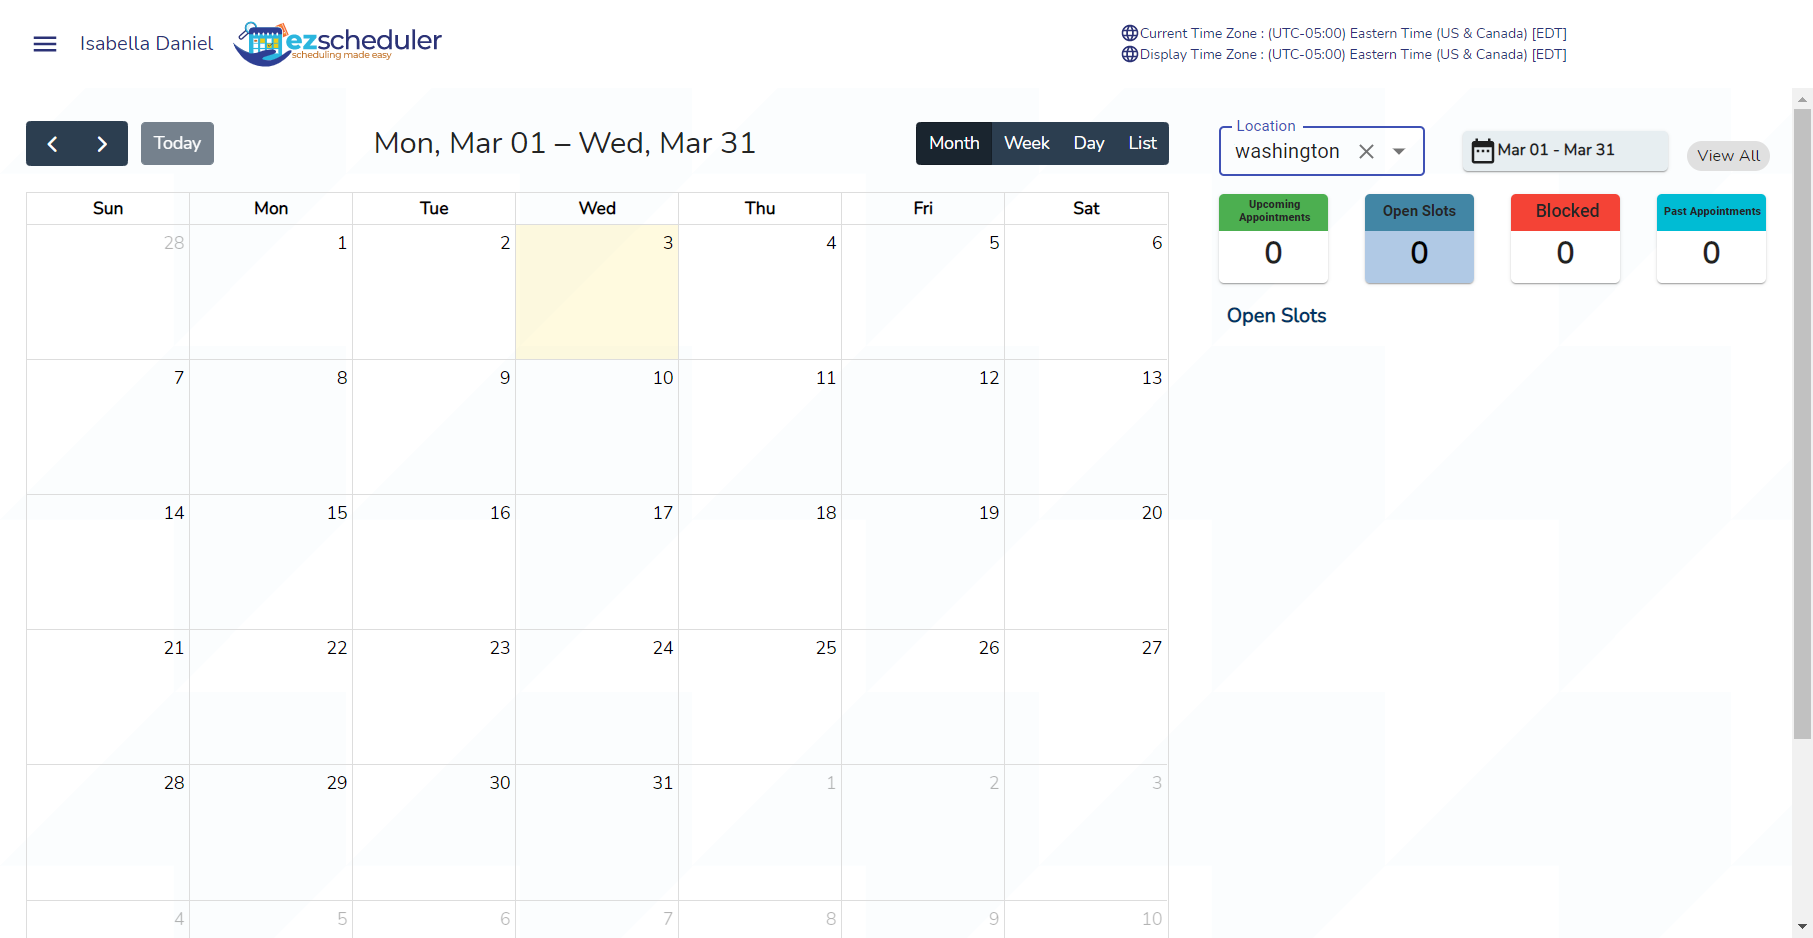 Isabella Daniel
ezscheduler
scheduling made easy
Current Time Zone : (UTC-05:00) Eastern Time (US & Canada) [EDT]
Display Time Zone : (UTC-05:00) Eastern Time (US & Canada) [EDT]
Today
Mon, Mar 01 – Wed, Mar 31
Month Week Day List
Location
washington
Mar 01 - Mar 31
View All
Upcoming
Appointments
0
Open Slots
0
Blocked
0
Past Appointments
0
Open Slots
Sun Mon Tue Wed Thu Fri Sat
28 1 2 3 4 5 6
7 8 9 10 11 12 13
14 15 16 17 18 19 20
21 22 23 24 25 26 27
28 29 30 31 1 2 3
4 5 6 7 8 9 10